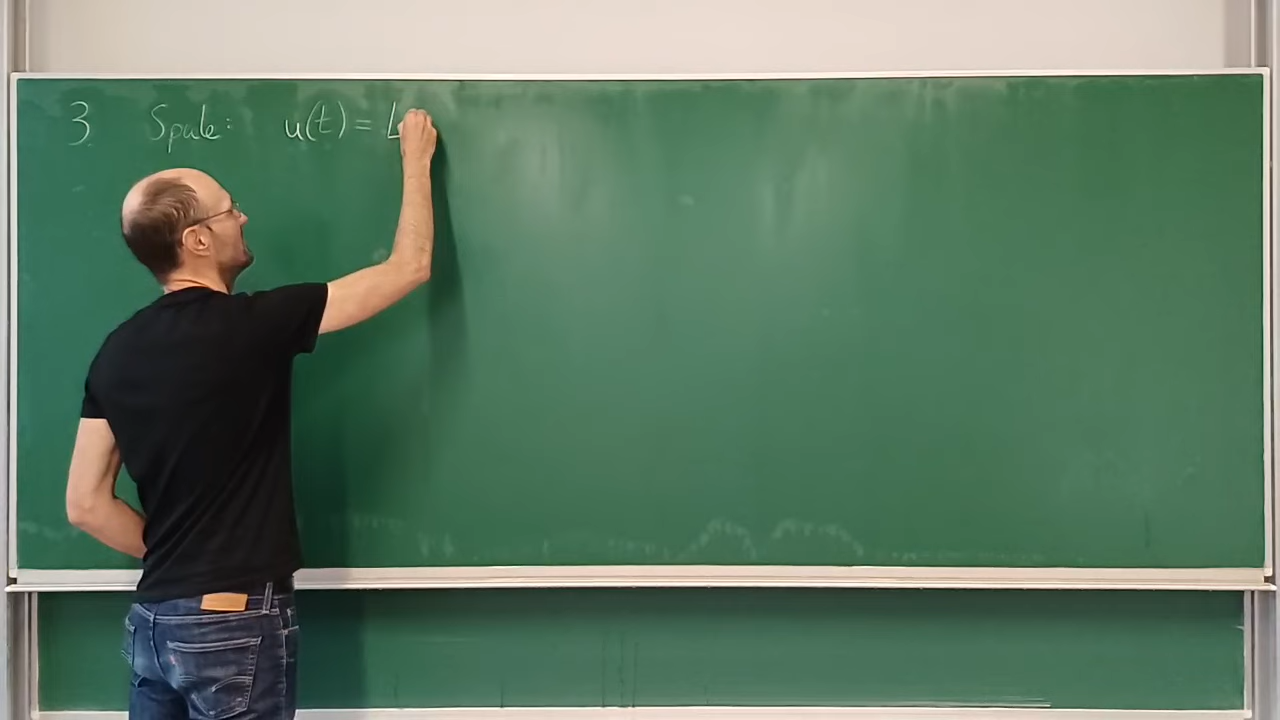 3 Spule: u(t) = L